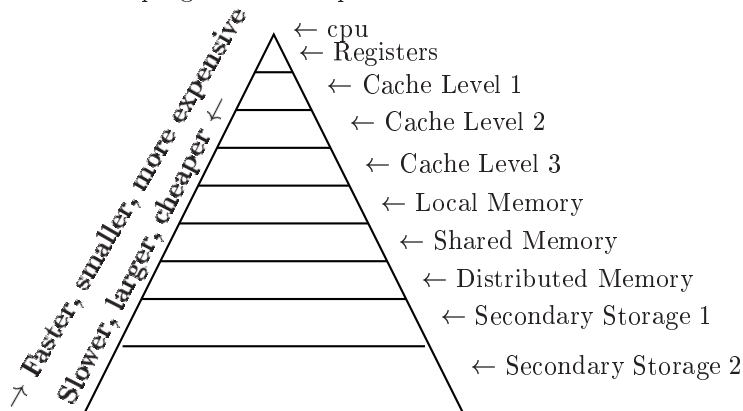 ← cpu
← Registers
← Cache Level 1
← Cache Level 2
← Cache Level 3
← Local Memory
← Shared Memory
← Distributed Memory
← Secondary Storage 1
← Secondary Storage 2
→ Faster, smaller, more expensive
Slower, larger, cheaper ←